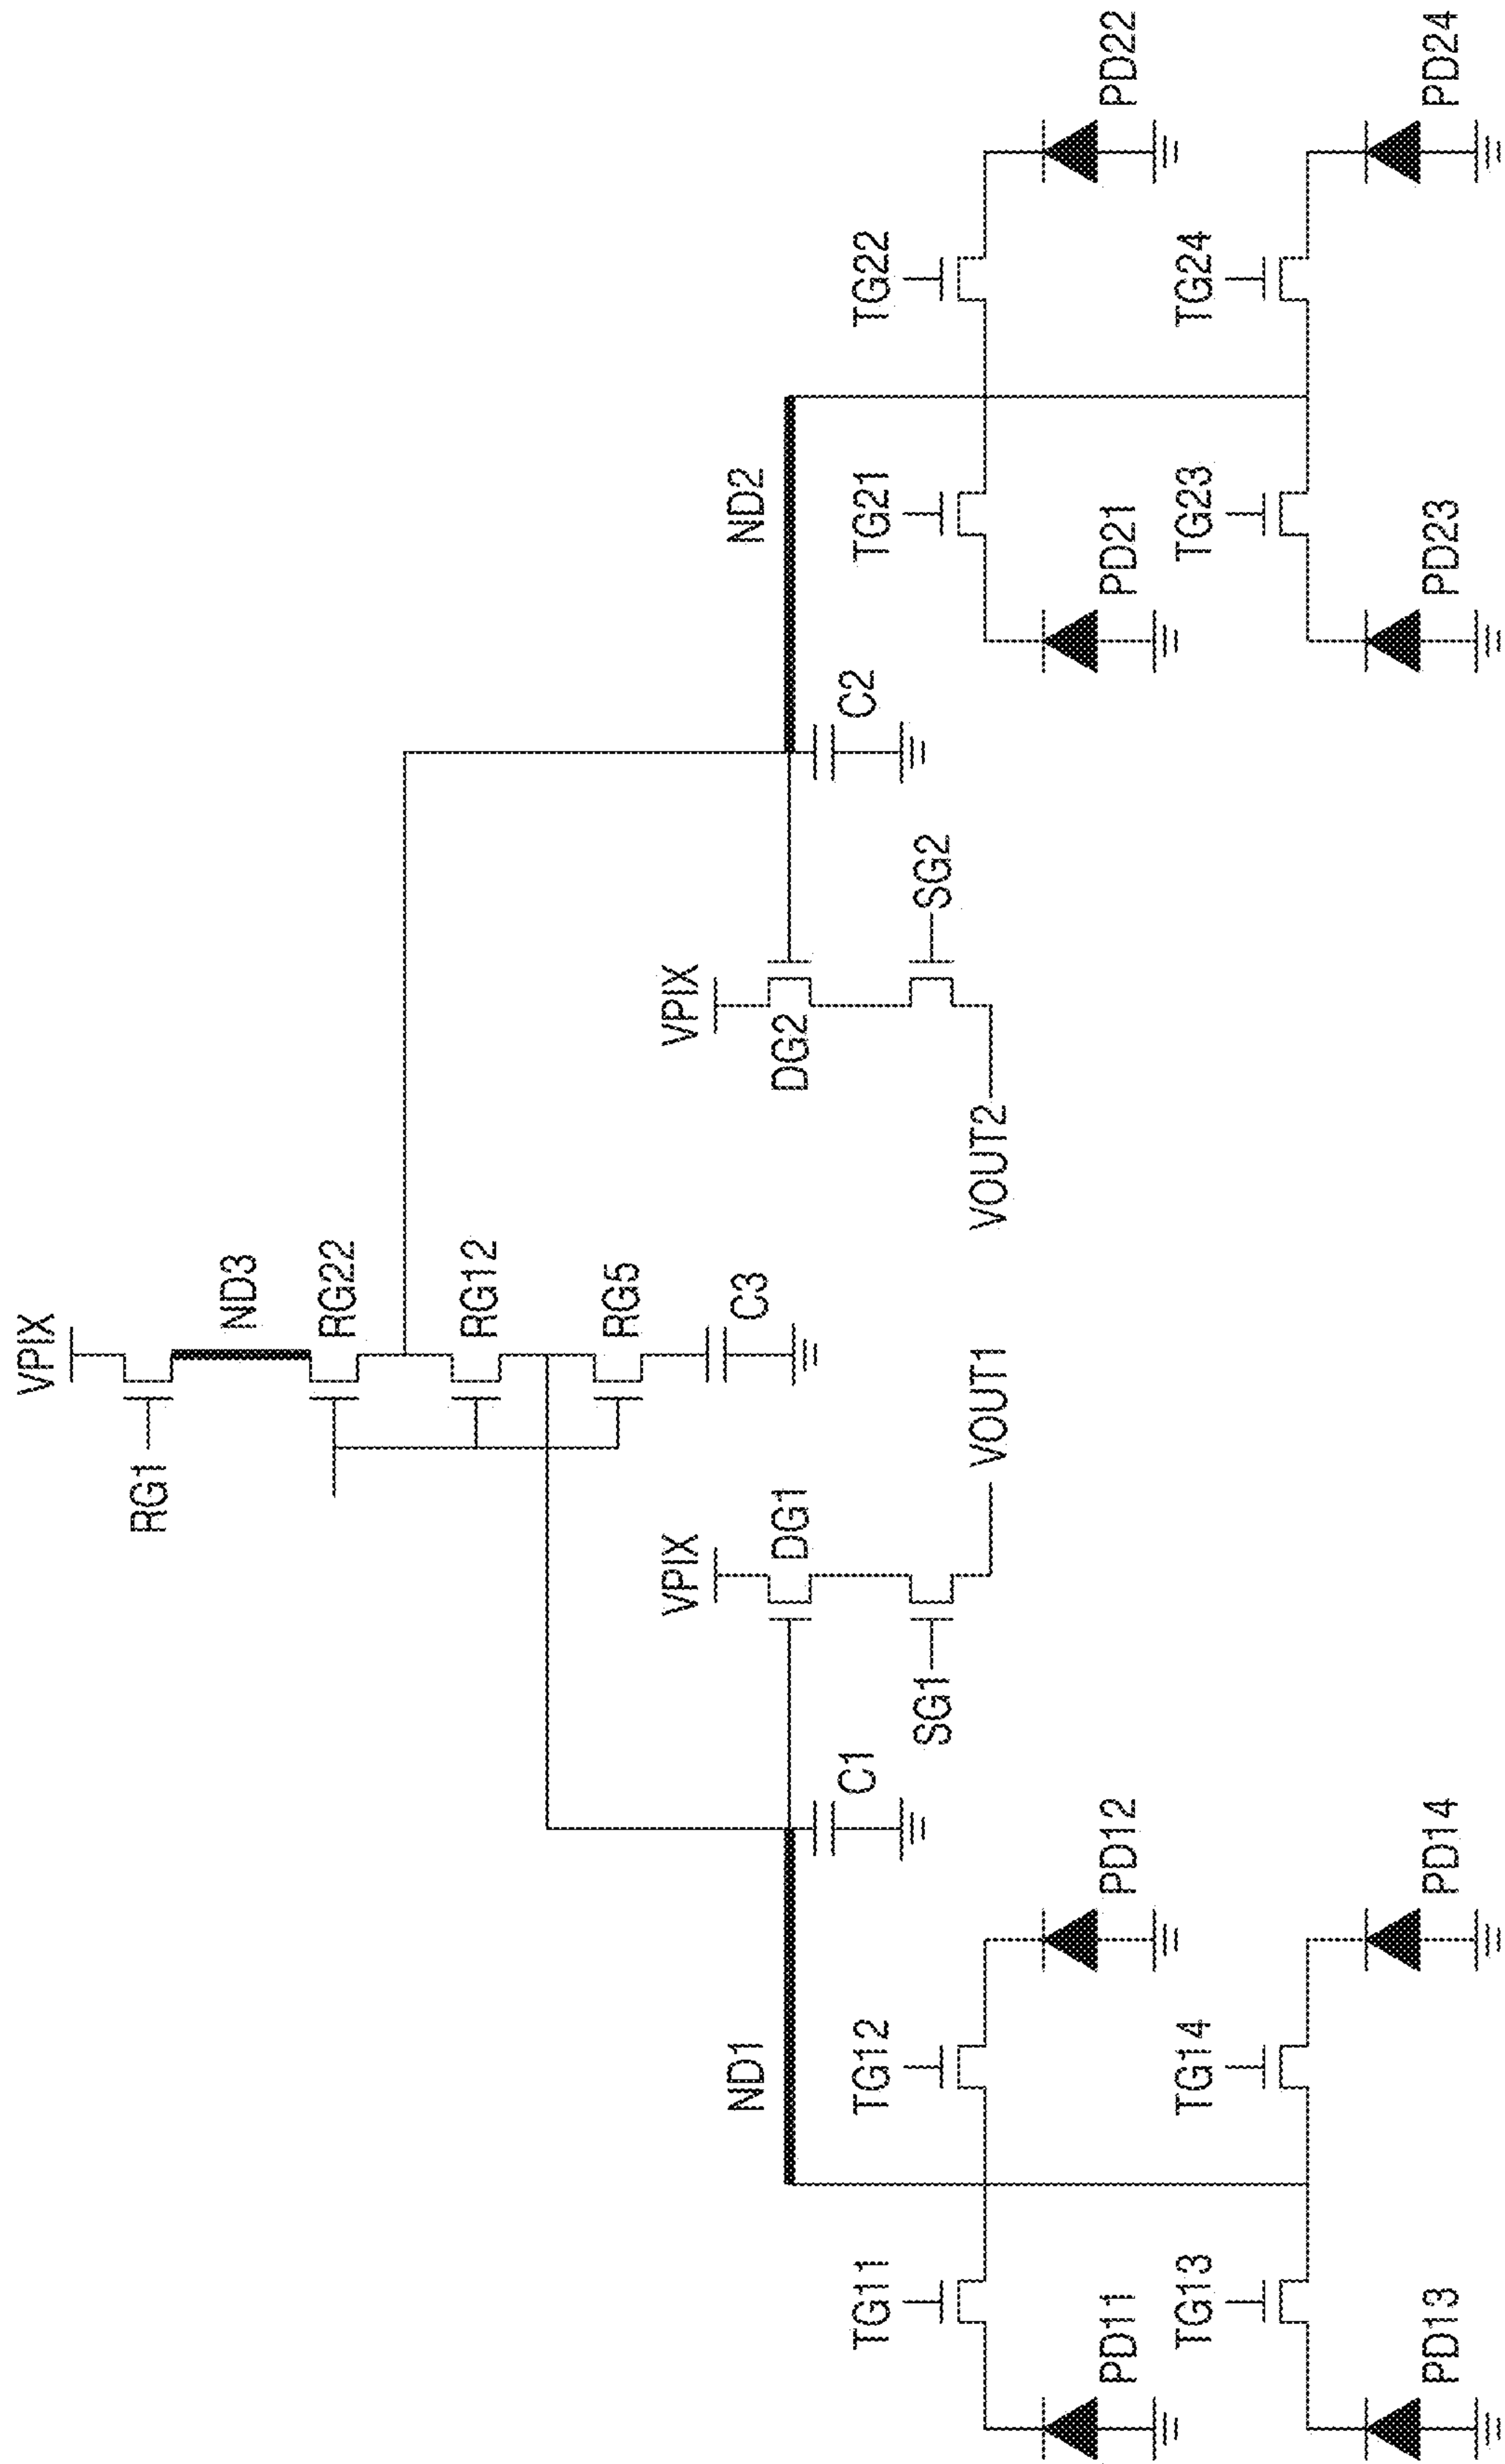 VPIX
RG1
ND3
RG22
RG12
RG5
C3
ND1
C1
VPIX
DG1
SG1
VOUT1
VPIX
DG2
SG2
VOUT2
C2
ND2
TG11
TG12
PD11
PD12
TG13
TG14
PD13
PD14
TG21
TG22
PD21
PD22
TG23
TG24
PD23
PD24